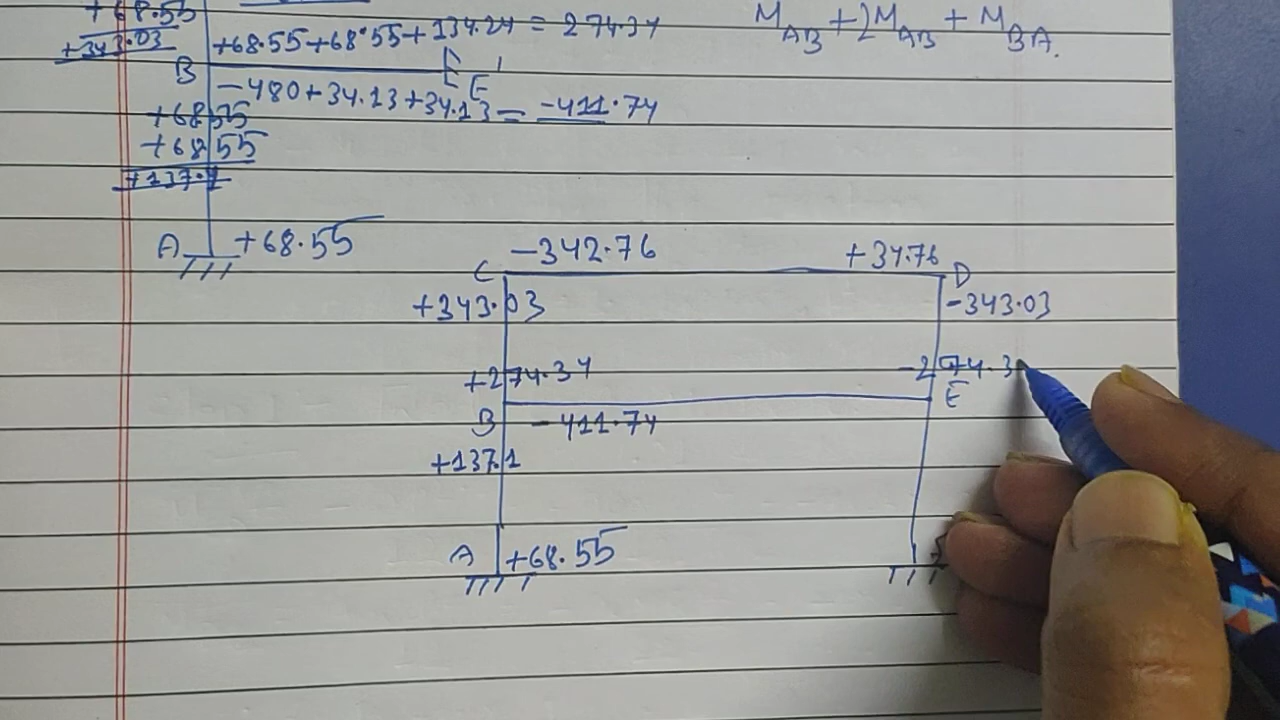 +68.55
+343.03
+68.55+68.55+137.24 = 274.34
M_AB + 2M_AB + M_BA.
B
E
-480+34.13+34.13 = -411.74
+68.55
+68.55
+137.1
A +68.55
-342.76 +34.76
C D
+343.03 -343.03
+274.34 -274.3
E
B -411.74
+137.1
A +68.55